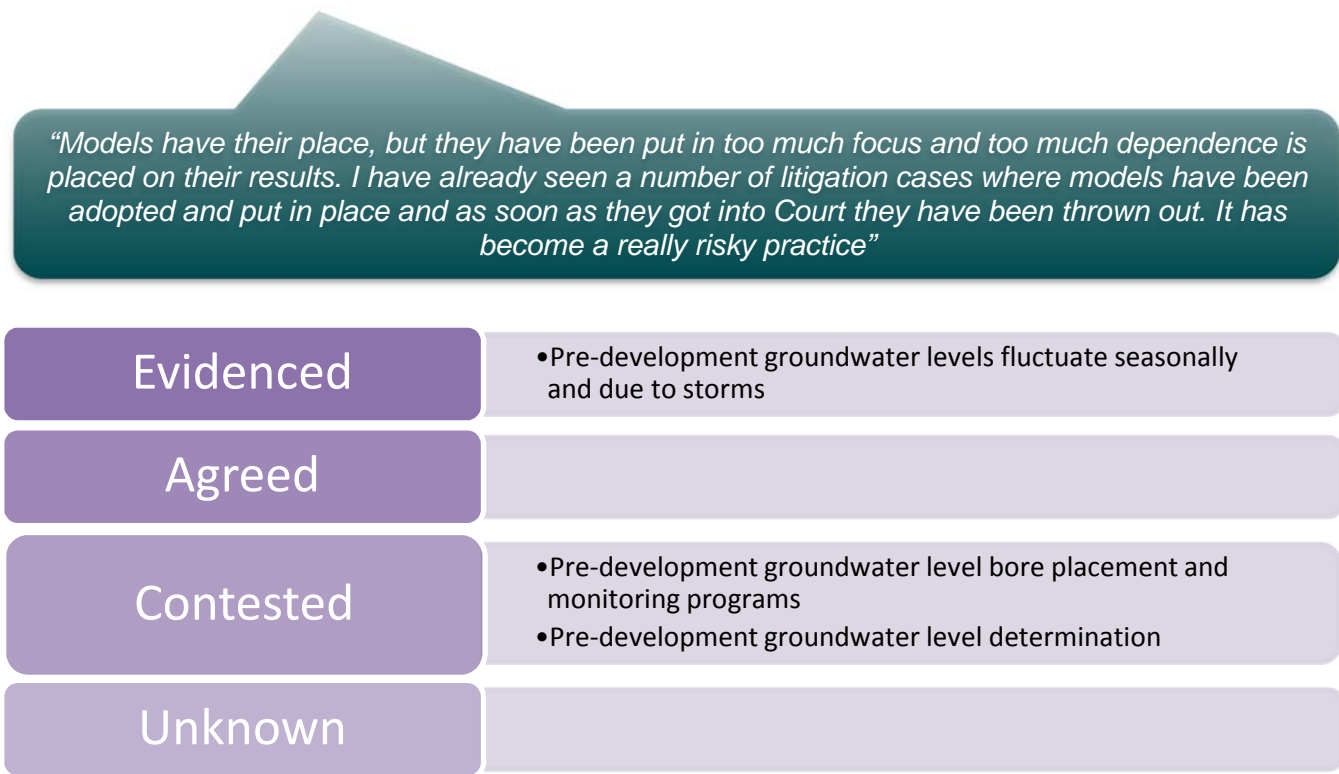 “Models have their place, but they have been put in too much focus and too much dependence is
placed on their results. I have already seen a number of litigation cases where models have been
adopted and put in place and as soon as they got into Court they have been thrown out. It has
become a really risky practice”
Evidenced
•Pre-development groundwater levels fluctuate seasonally
and due to storms
Agreed
Contested
•Pre-development groundwater level bore placement and
monitoring programs
•Pre-development groundwater level determination
Unknown